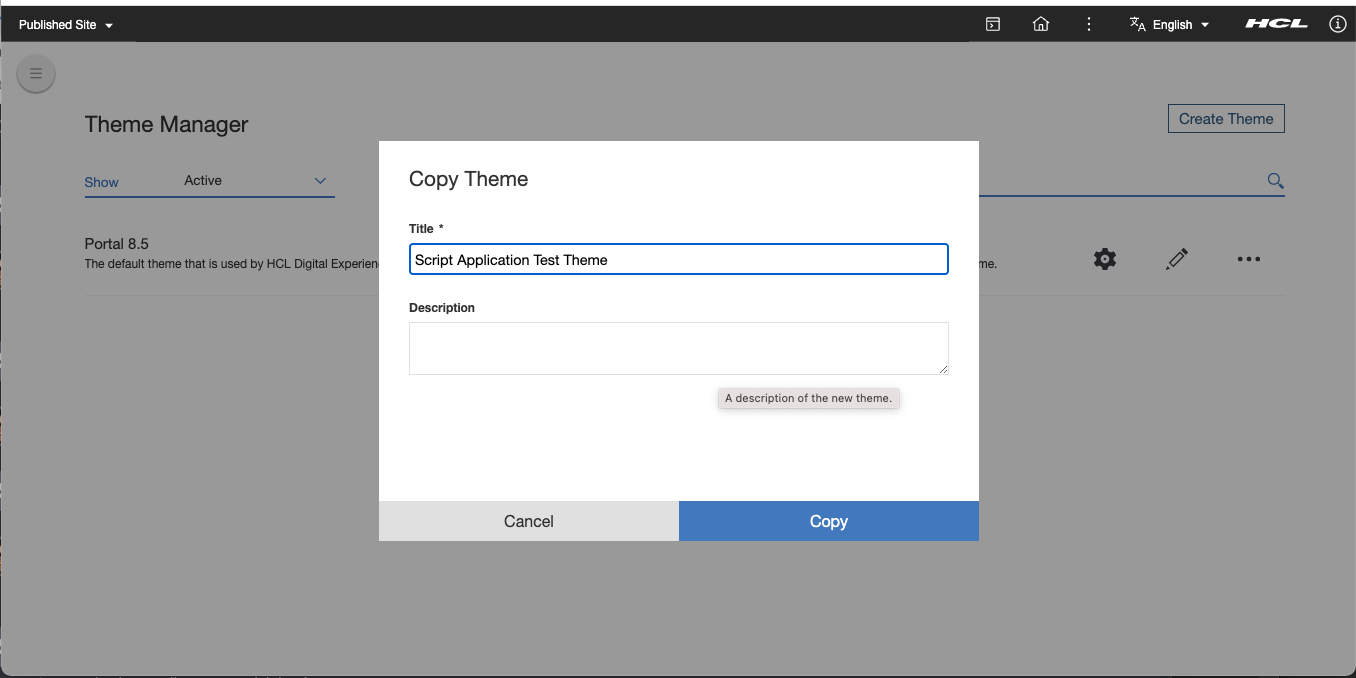 Published Site
English
HCL
Theme Manager
Create Theme
Show Active
Portal 8.5
The default theme that is used by HCL Digital
me.
Copy Theme
Title *
Script Application Test Theme
Description
A description of the new theme.
Cancel
Copy